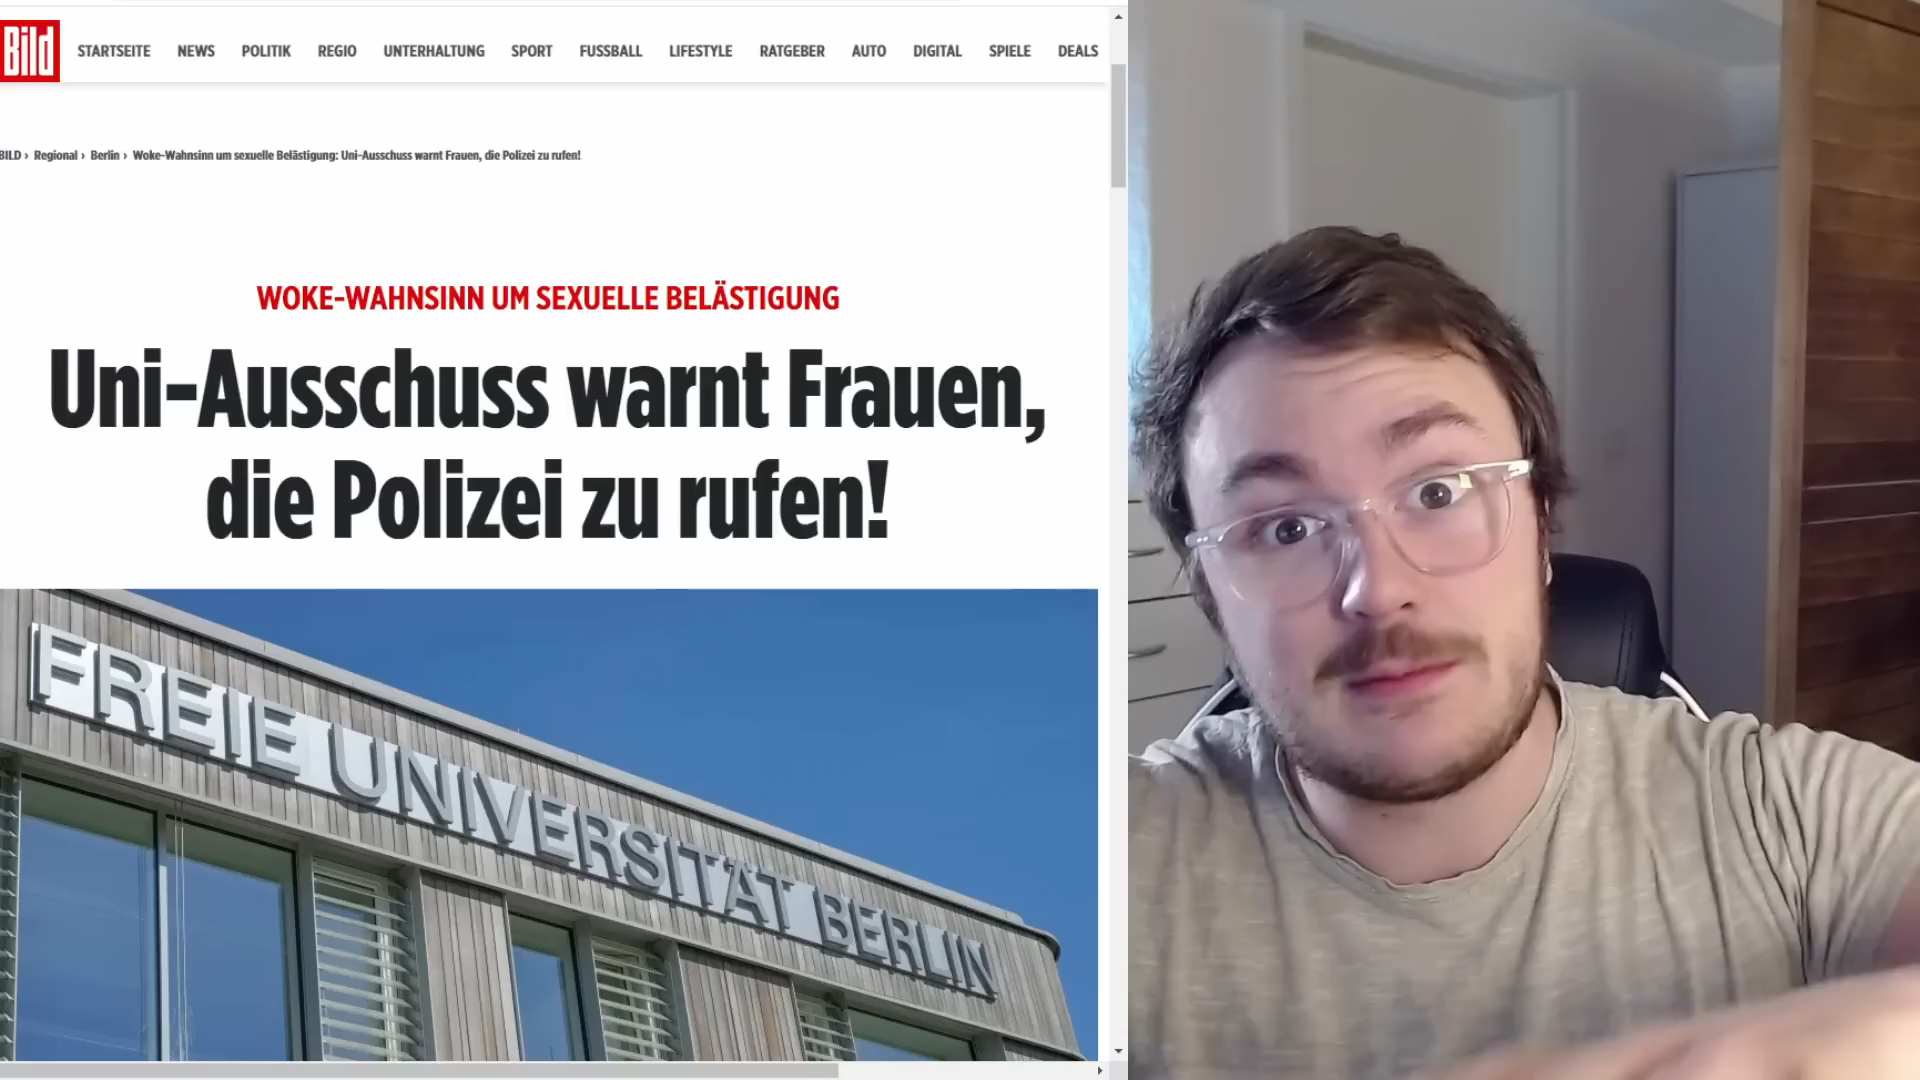 Bild STARTSEITE NEWS POLITIK REGIO UNTERHALTUNG SPORT FUSSBALL LIFESTYLE RATGEBER AUTO DIGITAL SPIELE DEALS
BILD › Regional › Berlin › Woke-Wahnsinn um sexuelle Belästigung: Uni-Ausschuss warnt Frauen, die Polizei zu rufen!
WOKE-WAHNSINN UM SEXUELLE BELÄSTIGUNG
Uni-Ausschuss warnt Frauen,
die Polizei zu rufen!
FREIE UNIVERSITÄT BERLIN